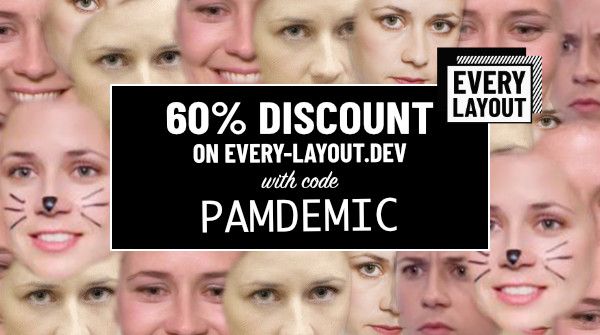 60% DISCOUNT
ON EVERY-LAYOUT.DEV
with code
PAMDEMIC
EVERY
LAYOUT